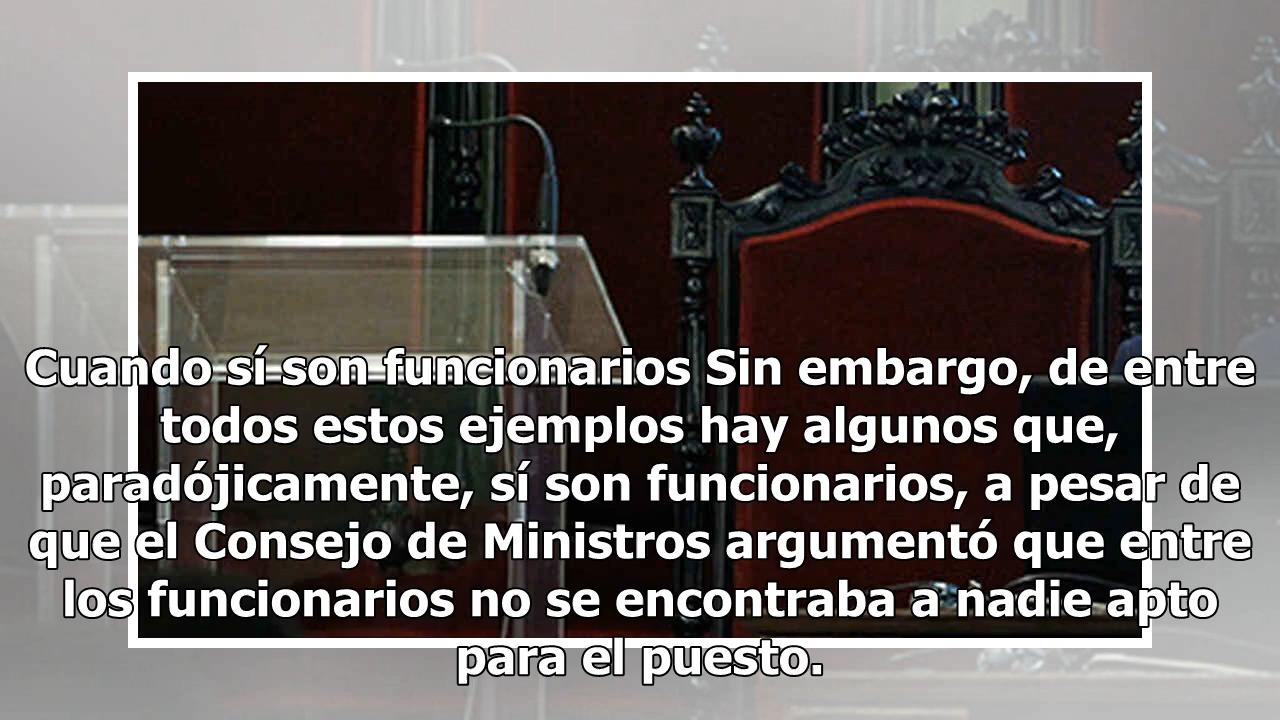 Cuando sí son funcionarios Sin embargo, de entre
todos estos ejemplos hay algunos que,
paradójicamente, sí son funcionarios, a pesar de
que el Consejo de Ministros argumentó que entre
los funcionarios no se encontraba a nadie apto
para el puesto.